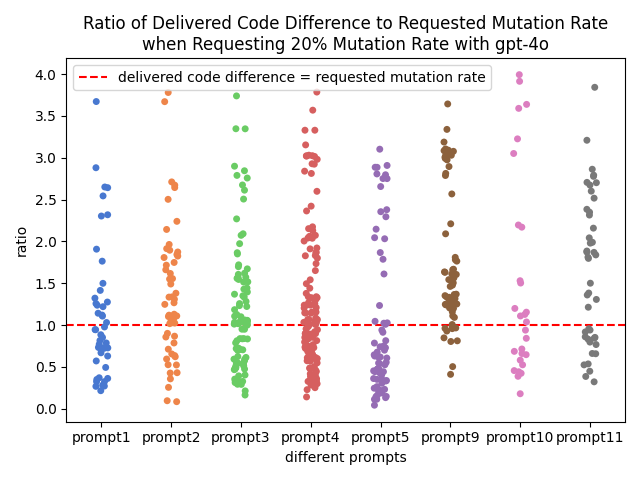 Ratio of Delivered Code Difference to Requested Mutation Rate
when Requesting 20% Mutation Rate with gpt-4o
delivered code difference = requested mutation rate
ratio
4.0
3.5
3.0
2.5
2.0
1.5
1.0
0.5
0.0
prompt1 prompt2 prompt3 prompt4 prompt5 prompt9 prompt10 prompt11
different prompts